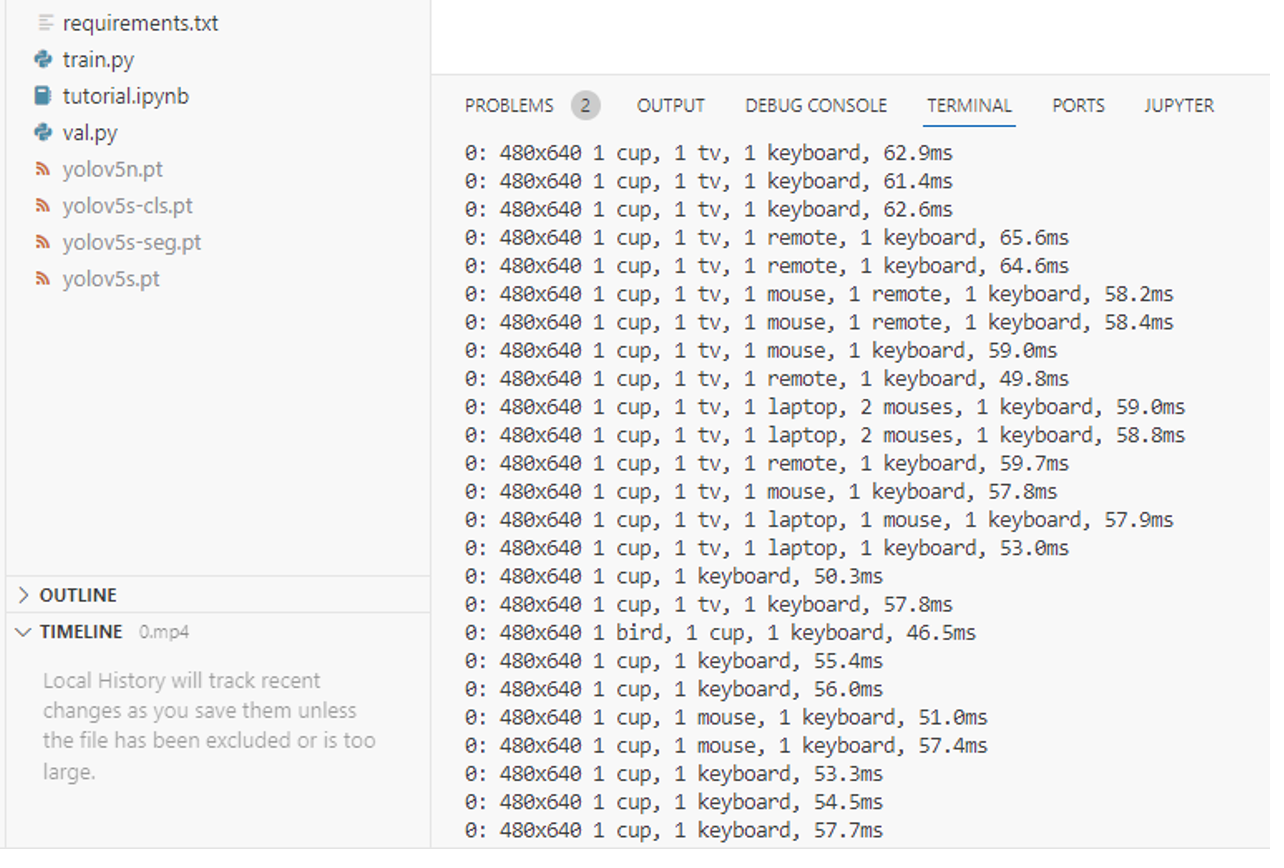 requirements.txt
train.py
tutorial.ipynb
val.py
yolov5n.pt
yolov5s-cls.pt
yolov5s-seg.pt
yolov5s.pt
OUTLINE
TIMELINE 0.mp4
Local History will track recent
changes as you save them unless
the file has been excluded or is too
large.
PROBLEMS 2 OUTPUT DEBUG CONSOLE TERMINAL PORTS JUPYTER
0: 480x640 1 cup, 1 tv, 1 keyboard, 62.9ms
0: 480x640 1 cup, 1 tv, 1 keyboard, 61.4ms
0: 480x640 1 cup, 1 tv, 1 keyboard, 62.6ms
0: 480x640 1 cup, 1 tv, 1 remote, 1 keyboard, 65.6ms
0: 480x640 1 cup, 1 tv, 1 remote, 1 keyboard, 64.6ms
0: 480x640 1 cup, 1 tv, 1 mouse, 1 remote, 1 keyboard, 58.2ms
0: 480x640 1 cup, 1 tv, 1 mouse, 1 remote, 1 keyboard, 58.4ms
0: 480x640 1 cup, 1 tv, 1 mouse, 1 keyboard, 59.0ms
0: 480x640 1 cup, 1 tv, 1 remote, 1 keyboard, 49.8ms
0: 480x640 1 cup, 1 tv, 1 laptop, 2 mouses, 1 keyboard, 59.0ms
0: 480x640 1 cup, 1 tv, 1 laptop, 2 mouses, 1 keyboard, 58.8ms
0: 480x640 1 cup, 1 tv, 1 remote, 1 keyboard, 59.7ms
0: 480x640 1 cup, 1 tv, 1 mouse, 1 keyboard, 57.8ms
0: 480x640 1 cup, 1 tv, 1 laptop, 1 mouse, 1 keyboard, 57.9ms
0: 480x640 1 cup, 1 tv, 1 laptop, 1 keyboard, 53.0ms
0: 480x640 1 cup, 1 keyboard, 50.3ms
0: 480x640 1 cup, 1 tv, 1 keyboard, 57.8ms
0: 480x640 1 bird, 1 cup, 1 keyboard, 46.5ms
0: 480x640 1 cup, 1 keyboard, 55.4ms
0: 480x640 1 cup, 1 keyboard, 56.0ms
0: 480x640 1 cup, 1 mouse, 1 keyboard, 51.0ms
0: 480x640 1 cup, 1 mouse, 1 keyboard, 57.4ms
0: 480x640 1 cup, 1 keyboard, 53.3ms
0: 480x640 1 cup, 1 keyboard, 54.5ms
0: 480x640 1 cup, 1 keyboard, 57.7ms